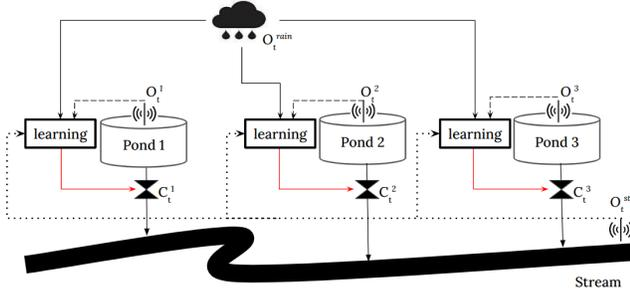 O_t^rain
O_t^1
O_t^2
O_t^3
learning
Pond 1
learning
Pond 2
learning
Pond 3
C_t^1
C_t^2
C_t^3
O_t^st
Stream